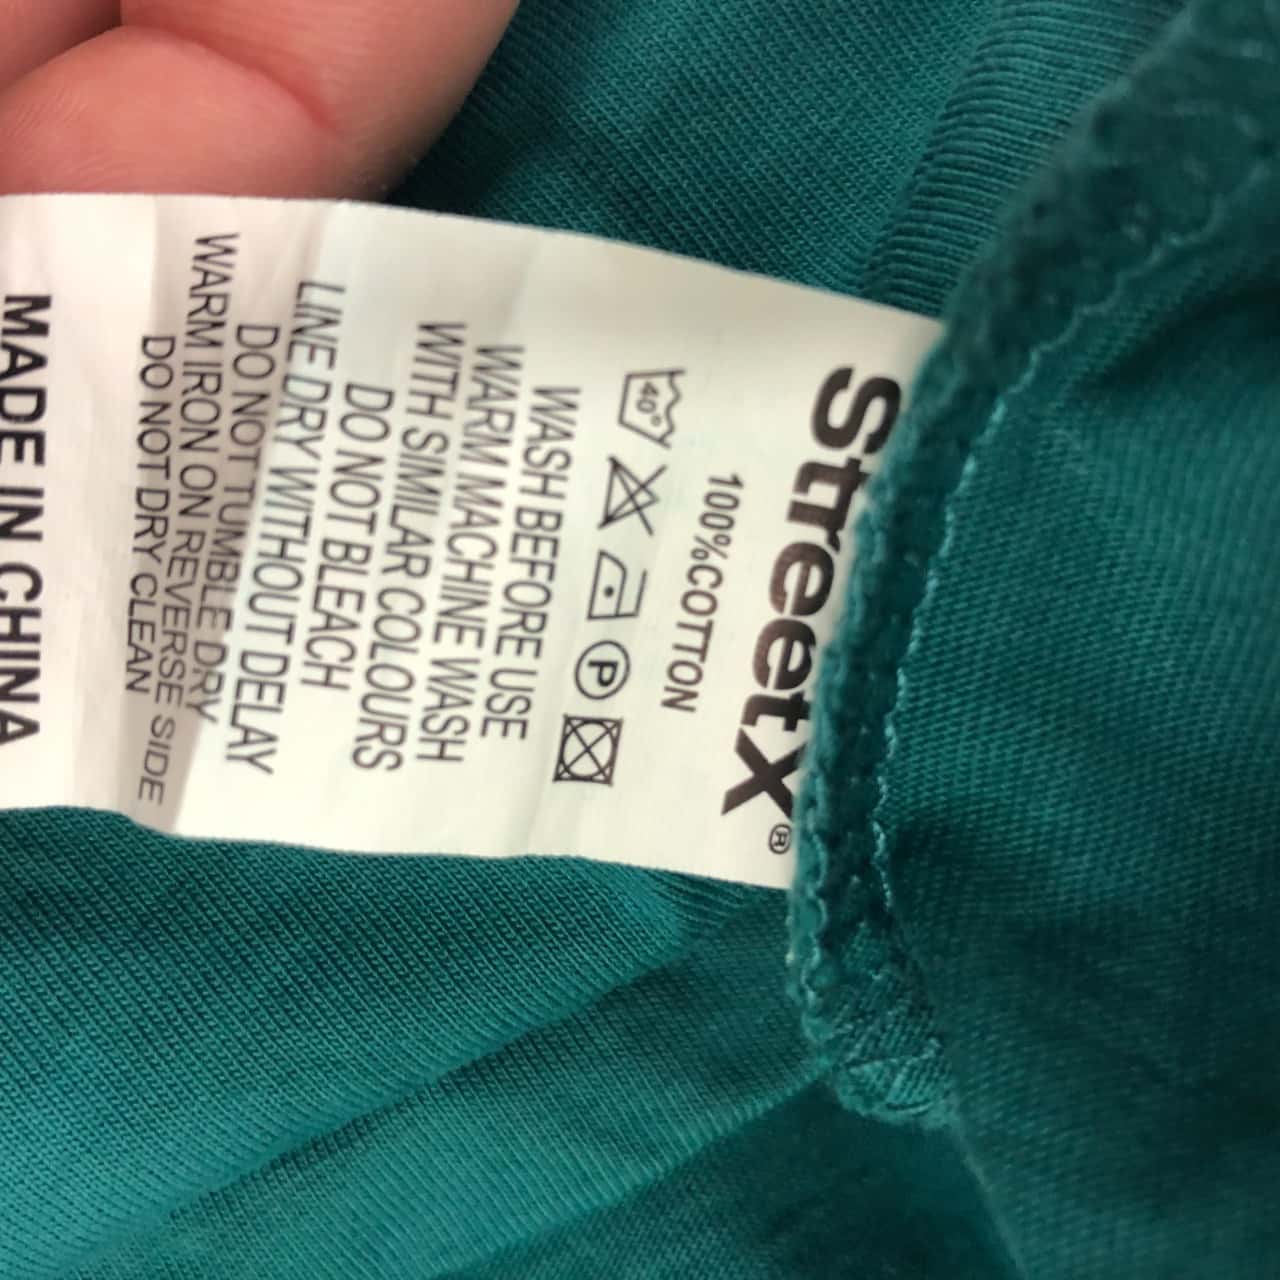 StreetX®
100%COTTON
40°
P
WASH BEFORE USE
WARM MACHINE WASH
WITH SIMILAR COLOURS
DO NOT BLEACH
LINE DRY WITHOUT DELAY
DO NOT TUMBLE DRY
WARM IRON ON REVERSE SIDE
DO NOT DRY CLEAN
MADE IN CHINA